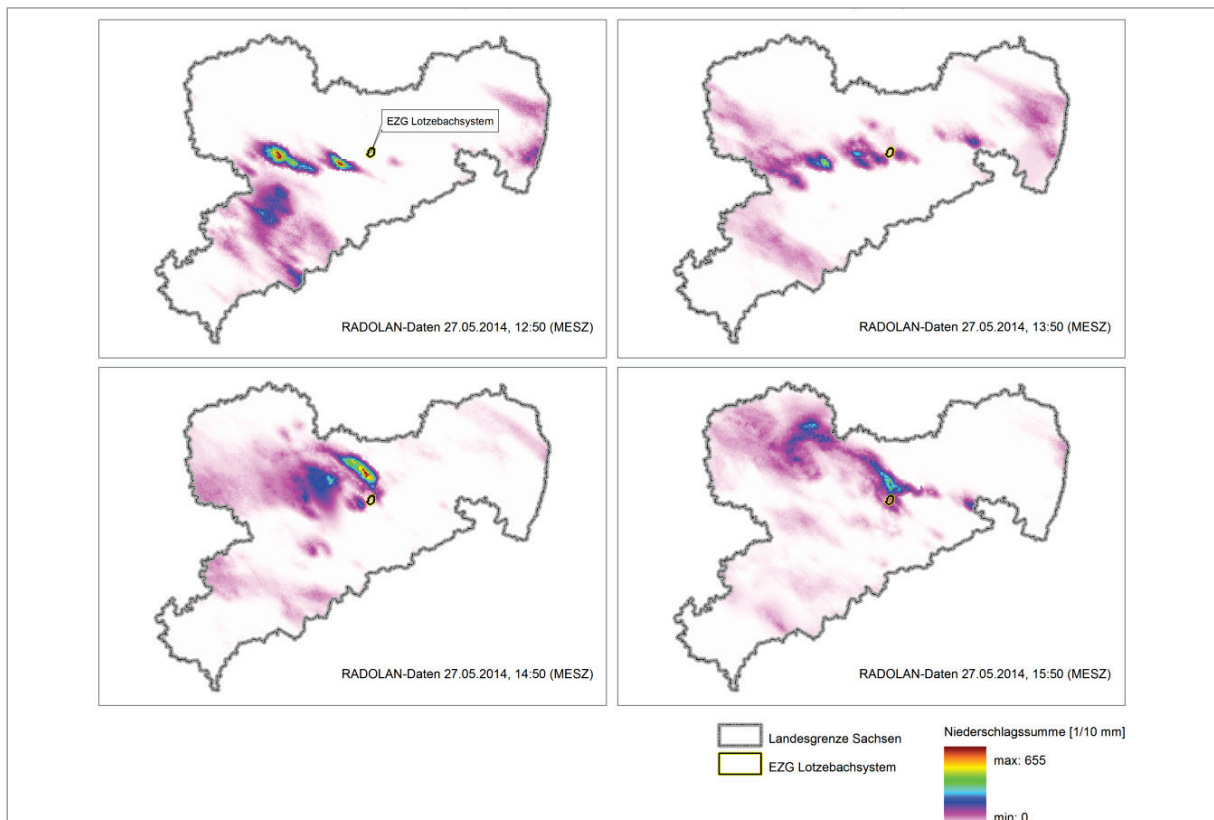 EZG Lotzebachsystem
RADOLAN-Daten 27.05.2014, 12:50 (MESZ)
RADOLAN-Daten 27.05.2014, 13:50 (MESZ)
RADOLAN-Daten 27.05.2014, 14:50 (MESZ)
RADOLAN-Daten 27.05.2014, 15:50 (MESZ)
Landesgrenze Sachsen
EZG Lotzebachsystem
Niederschlagssumme [1/10 mm]
max: 655
min: 0